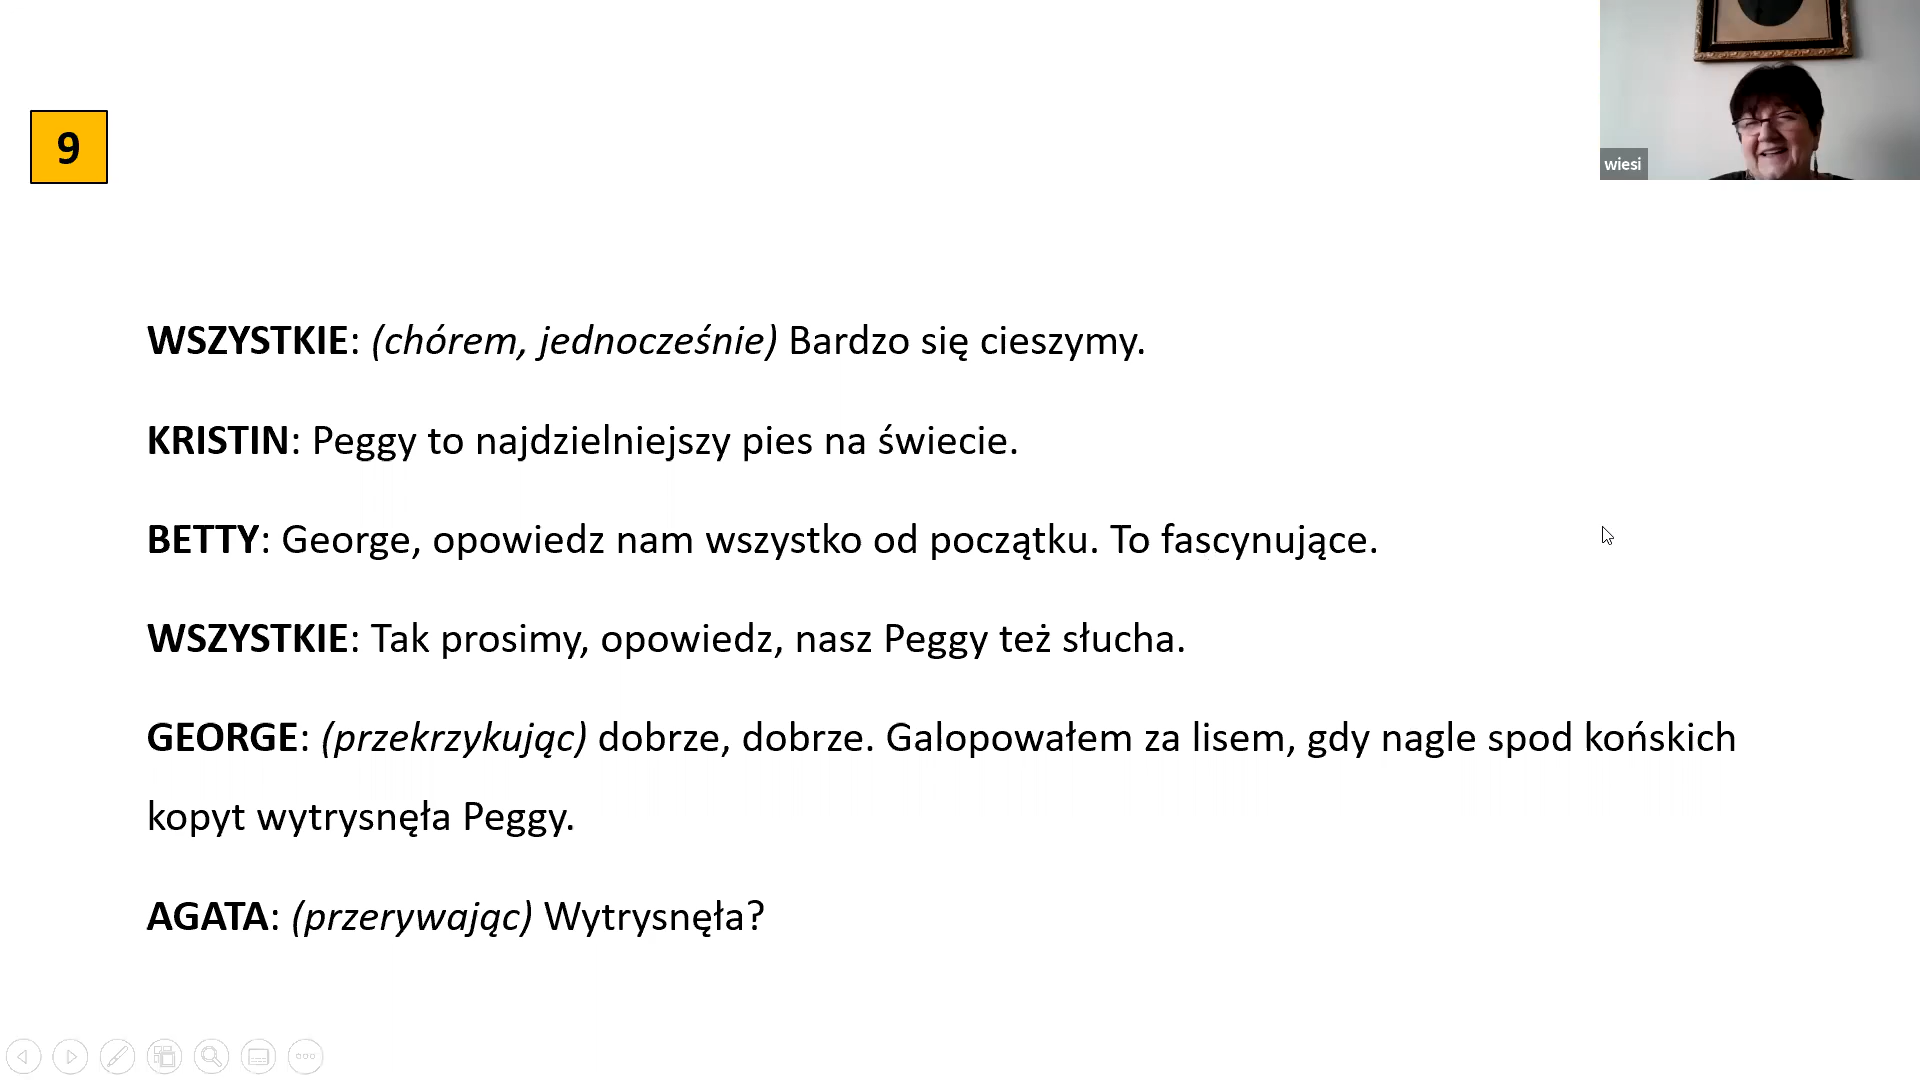 wiesi
9
WSZYSTKIE: (chórem, jednocześnie) Bardzo się cieszymy.
KRISTIN: Peggy to najdzielniejszy pies na świecie.
BETTY: George, opowiedz nam wszystko od początku. To fascynujące.
WSZYSTKIE: Tak prosimy, opowiedz, nasz Peggy też słucha.
GEORGE: (przekrzykując) dobrze, dobrze. Galopowałem za lisem, gdy nagle spod końskich
kopyt wytrysnęła Peggy.
AGATA: (przerywając) Wytrysnęła?